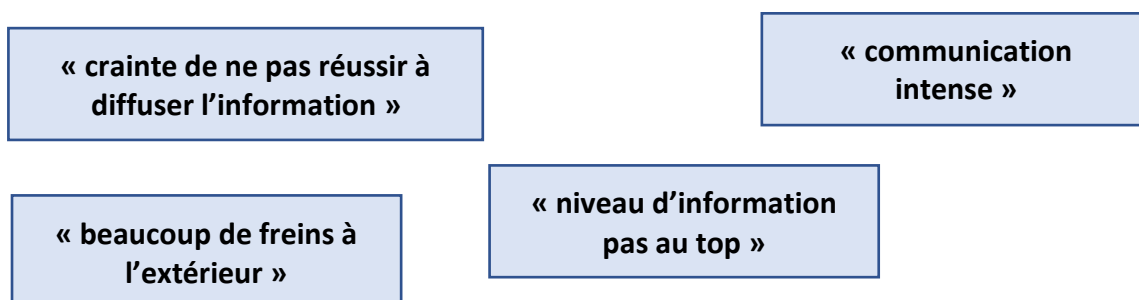 « crainte de ne pas réussir à
diffuser l’information »
« communication
intense »
« niveau d’information
pas au top »
« beaucoup de freins à
l’extérieur »